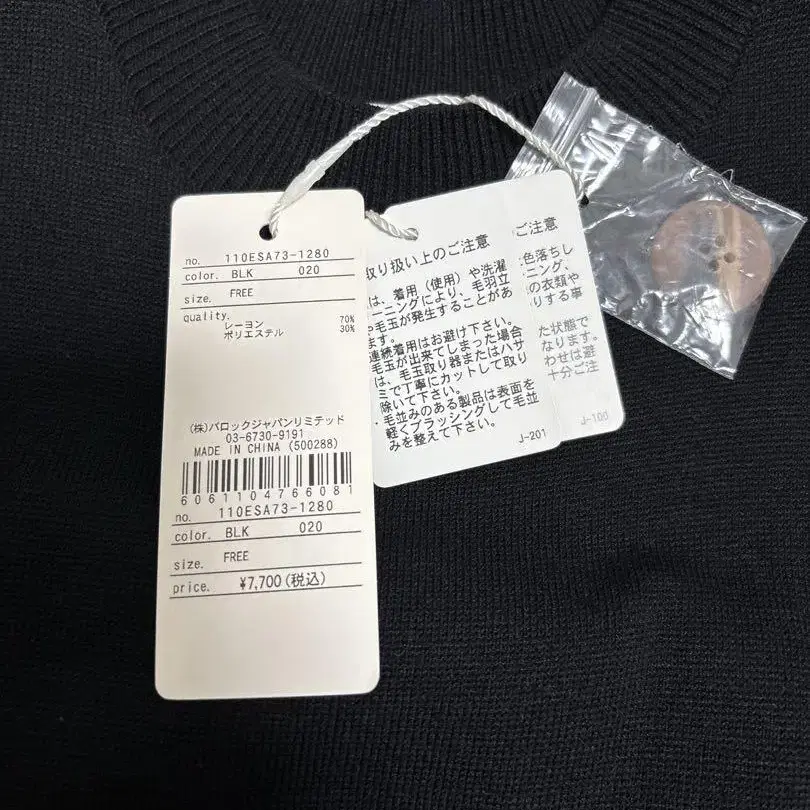 no. 110ESA73-1280
color. BLK 020
size. FREE
quality.
レーヨン 70%
ポリエステル 30%
(株)バロックジャパンリミテッド
03-6730-9191
MADE IN CHINA (500288)
6061104766081
no. 110ESA73-1280
color. BLK 020
size. FREE
price. ¥7,700(税込)
取り扱い上のご注意
は、着用(使用)や洗濯
ーニングにより、毛羽立
や毛玉が発生することがあ
ます。
連続着用はお避け下さい。
毛玉が出来てしまった場合
は、毛玉取り器またはハサ
ミで丁寧にカットして取り
除いて下さい。
・毛並みのある製品は表面を
軽くブラッシングして毛並
みを整えて下さい。
J-201
ご注意
色落ちし
ニング、
の衣類や
りする事
た状態で
なります。
わせは避
十分ご注
J-100